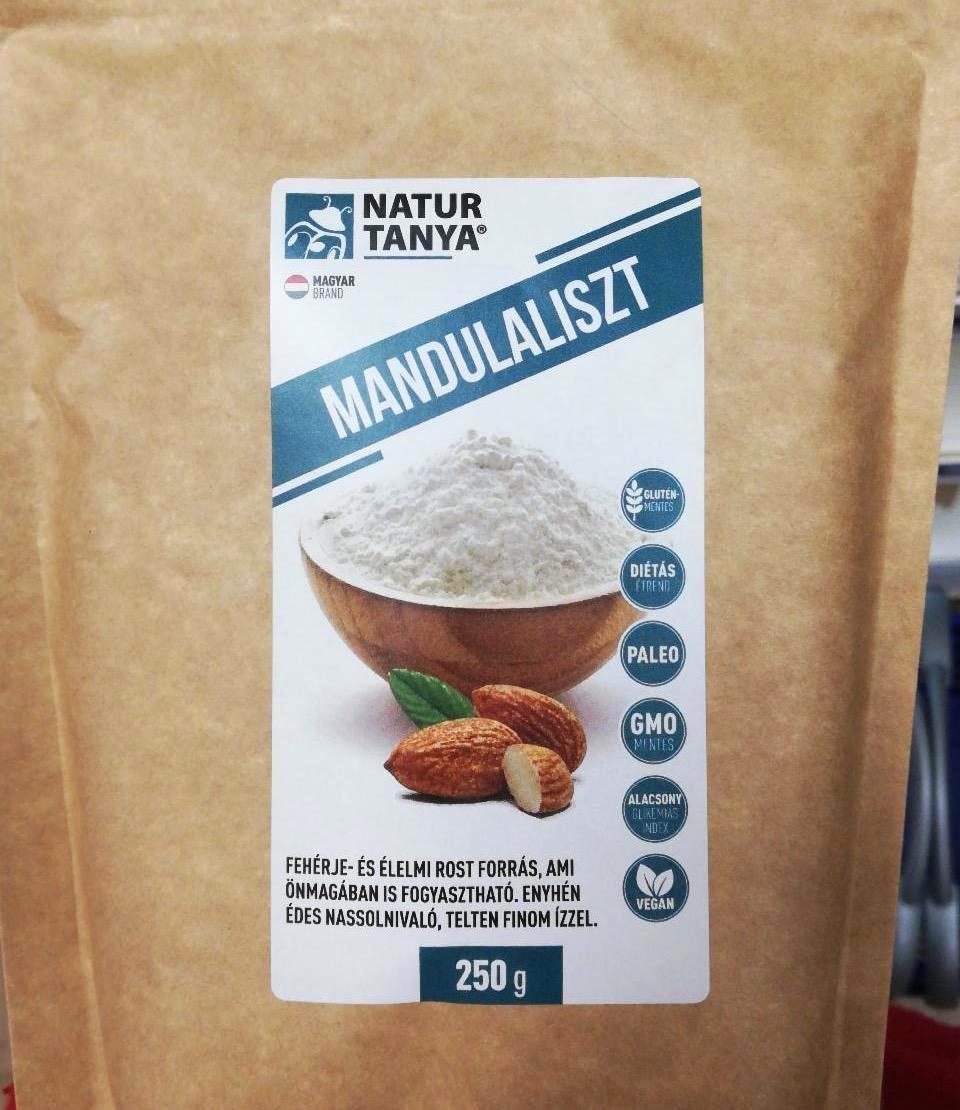 NATUR
TANYA®
MAGYAR
BRAND
MANDULALISZT
GLUTÉN-
MENTES
DIÉTÁS
ÉTREND
PALEO
GMO
MENTES
ALACSONY
GLIKÉMIÁS
INDEX
VEGAN
FEHÉRJE- ÉS ÉLELMI ROST FORRÁS, AMI
ÖNMAGÁBAN IS FOGYASZTHATÓ. ENYHÉN
ÉDES NASSOLNIVALÓ, TELTEN FINOM ÍZZEL.
250 g